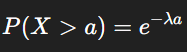 P(X > a) = e^{-λa}